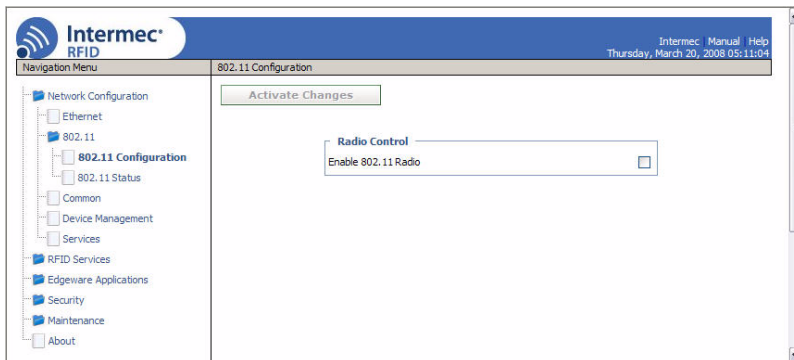 Intermec
RFID
Intermec | Manual | Help
Thursday, March 20, 2008 05:11:04
Navigation Menu
802.11 Configuration
Network Configuration
Ethernet
802.11
802.11 Configuration
802.11 Status
Common
Device Management
Services
RFID Services
Edgeware Applications
Security
Maintenance
About
Activate Changes
Radio Control
Enable 802.11 Radio